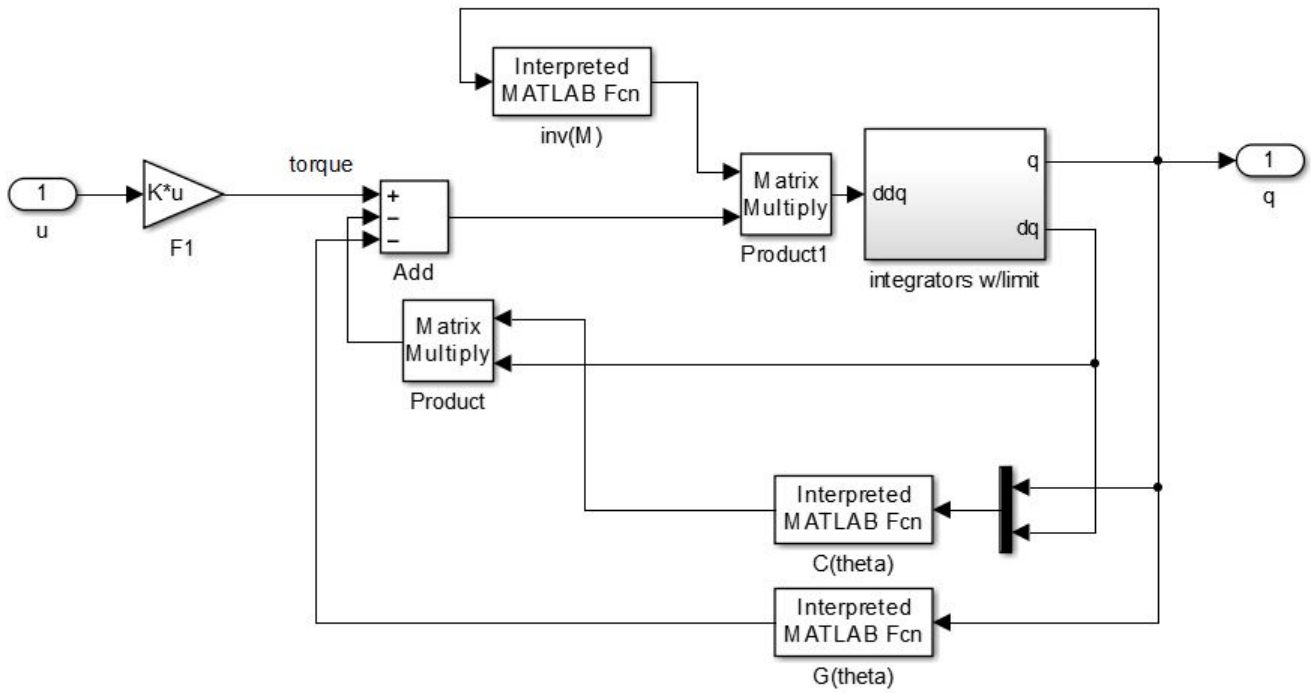 Interpreted
MATLAB Fcn
inv(M)
torque
1
u
K*u
F1
+
−
−
Add
Matrix
Multiply
Product1
ddq
q
dq
integrators w/limit
1
q
Matrix
Multiply
Product
Interpreted
MATLAB Fcn
C(theta)
Interpreted
MATLAB Fcn
G(theta)